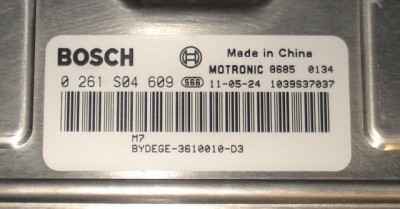 BOSCH Made in China
MOTRONIC 8685 0134
0 261 S04 609 666 11-05-24 1039S37037
M7
BYDEGE-3610010-D3